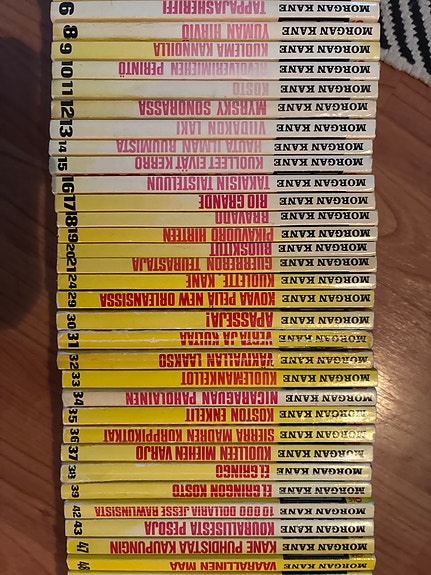 MORGAN KANE TAPPAJASHERIFFI 6
MORGAN KANE YUMAN HIRVIÖ 8
MORGAN KANE KUOLEMA KANNOILLA 9
MORGAN KANE REVOLVERIMIEHEN PERINTÖ 10
MORGAN KANE KOSTO 11
MORGAN KANE MYRSKY SONORASSA 12
MORGAN KANE VIIDAKON LAKI 13
MORGAN KANE HAUTA ILMAN RUUMISTA 14
MORGAN KANE KUOLLEET EIVÄT KERRO 15
MORGAN KANE TAKAISIN TAISTELUUN 16
MORGAN KANE RIO GRANDE 17
MORGAN KANE BRAVADO 18
MORGAN KANE PIKAVUORO HIRTEEN 19
MORGAN KANE RUOSKITUT 20
MORGAN KANE GUERRERON TEURASTAJA 21
MORGAN KANE KUOLETTE, KANE 24
MORGAN KANE KOVAA PELIÄ NEW ORLEANSISSA 29
MORGAN KANE APASSEJA! 30
MORGAN KANE VERTA JA KULTAA 31
MORGAN KANE VÄKIVALLAN LAAKSO 32
MORGAN KANE KUOLEMANKELLOT 33
MORGAN KANE NICARAGUAN PAHOLAINEN 34
MORGAN KANE KOSTON ENKELIT 35
MORGAN KANE SIERRA MADREN KORPPIKOTKAT 36
MORGAN KANE KUOLLEEN MIEHEN VARJO 37
MORGAN KANE EL GRINGO 38
MORGAN KANE EL GRINGON KOSTO 39
MORGAN KANE 10 000 DOLLARIA JESSE RAWLINSISTA 42
MORGAN KANE KOURALLISESTA PESOJA 43
MORGAN KANE KANE PUHDISTAA KAUPUNGIN 47
MORGAN KANE VAARALLINEN MAA 48